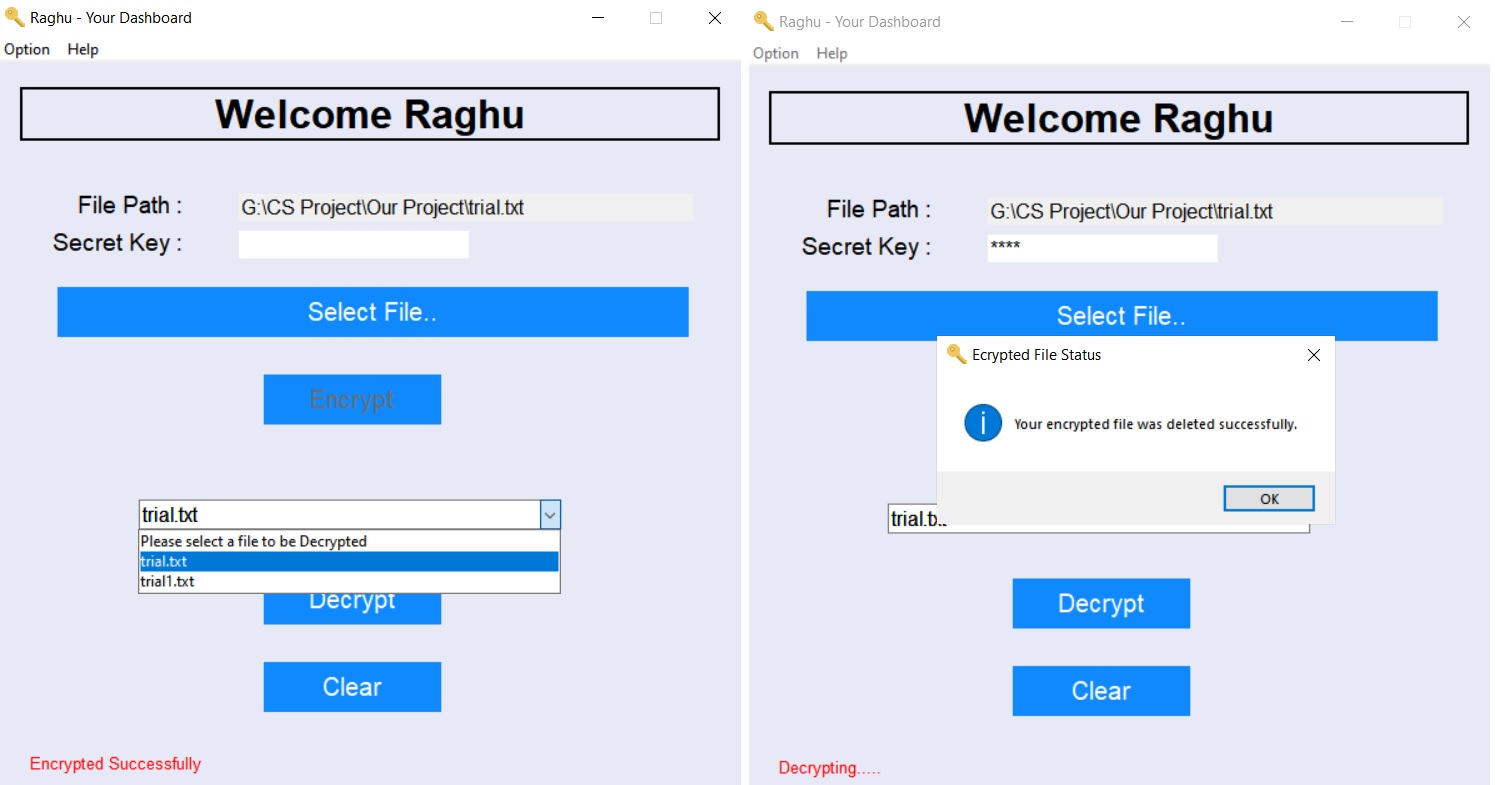 Raghu - Your Dashboard
Option Help
Welcome Raghu
File Path : G:\CS Project\Our Project\trial.txt
Secret Key :
Select File..
Encrypt
trial.txt
Please select a file to be Decrypted
trial.txt
trial1.txt
Decrypt
Clear
Encrypted Successfully
Raghu - Your Dashboard
Option Help
Welcome Raghu
File Path : G:\CS Project\Our Project\trial.txt
Secret Key : ****
Select File..
Ecrypted File Status
Your encrypted file was deleted successfully.
OK
trial.txt
Decrypt
Clear
Decrypting.....